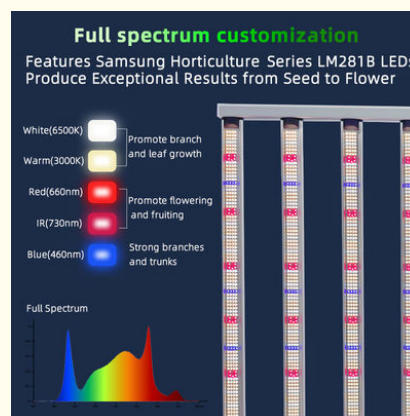 Full spectrum customization
Features Samsung Horticulture Series LM281B LEDs
Produce Exceptional Results from Seed to Flower
White(6500K)
Warm(3000K)
Promote branch
and leaf growth
Red(660nm)
IR(730nm)
Promote flowering
and fruiting
Blue(460nm)
Strong branches
and trunks
Full Spectrum